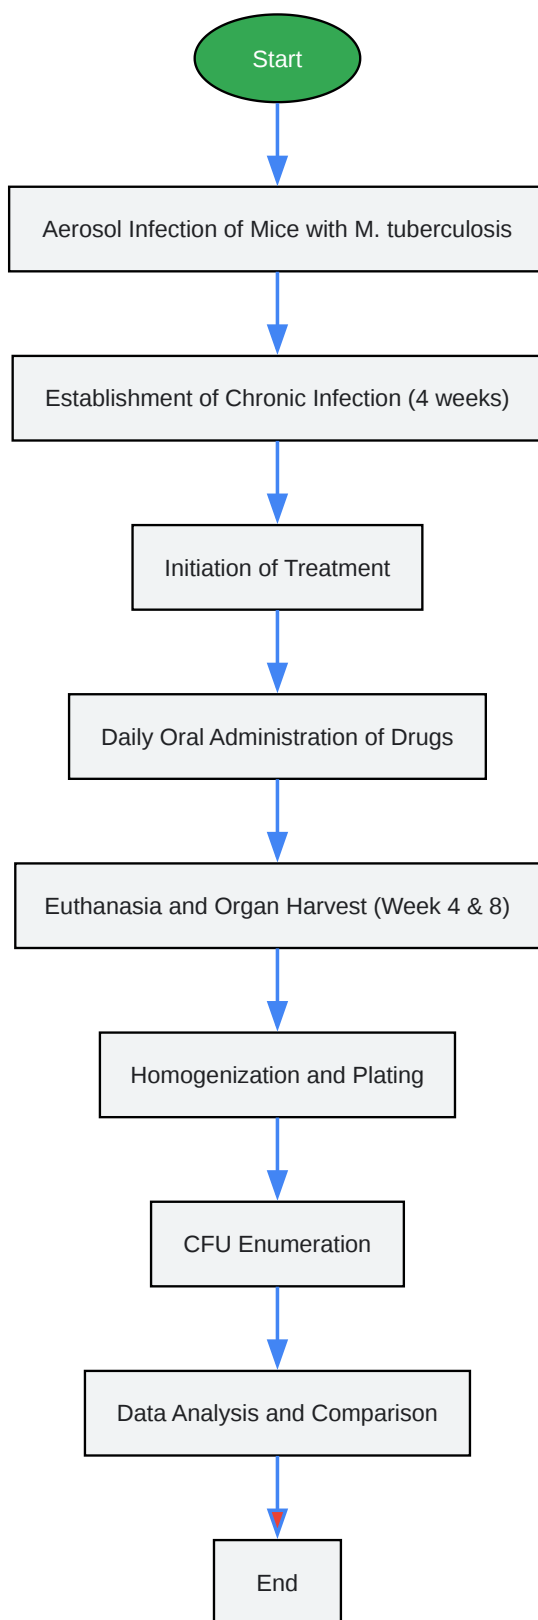 Start
Aerosol Infection of Mice with M. tuberculosis
Establishment of Chronic Infection (4 weeks)
Initiation of Treatment
Daily Oral Administration of Drugs
Euthanasia and Organ Harvest (Week 4 & 8)
Homogenization and Plating
CFU Enumeration
Data Analysis and Comparison
End